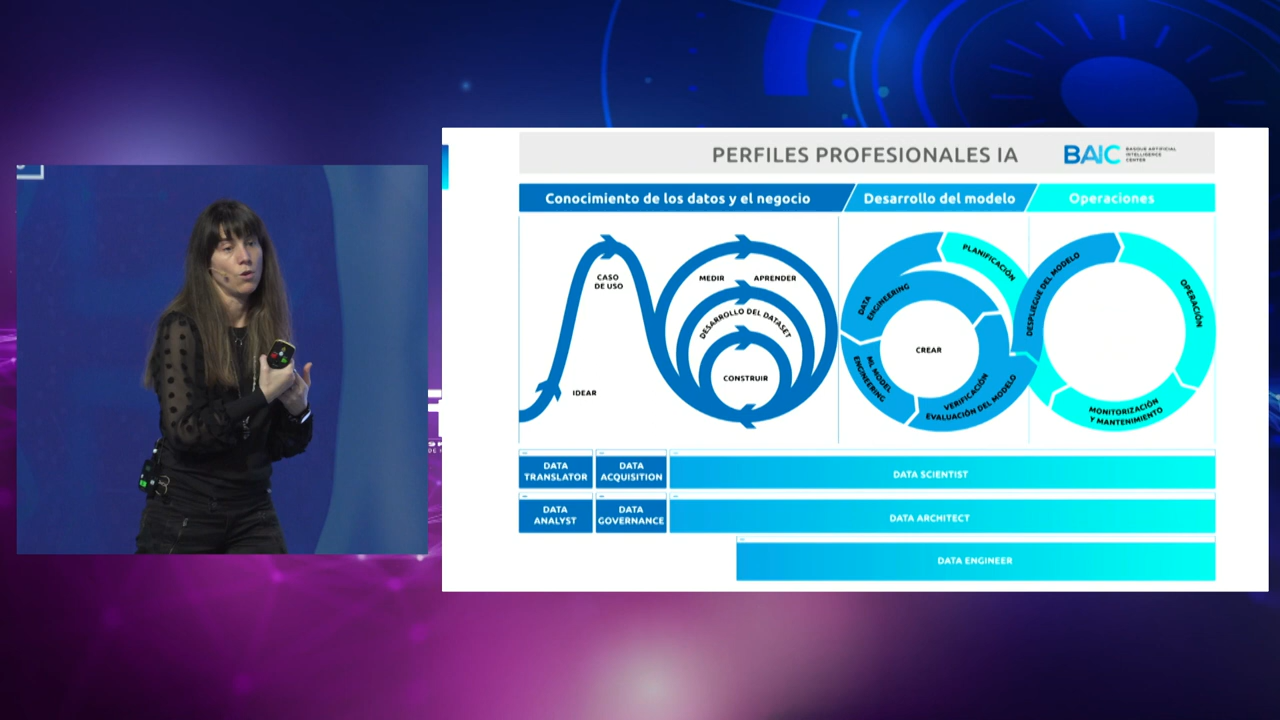 PERFILES PROFESIONALES IA
BAIC
BASQUE ARTIFICIAL
INTELLIGENCE
CENTER
Conocimiento de los datos y el negocio
Desarrollo del modelo
Operaciones
CASO
DE USO
IDEAR
MEDIR
APRENDER
DESARROLLO DEL DATASET
CONSTRUIR
DATA
ENGINEERING
PLANIFICACIÓN
CREAR
ML MODEL
ENGINEERING
VERIFICACIÓN
EVALUACIÓN DEL MODELO
DESPLIEGUE DEL MODELO
OPERACIÓN
MONITORIZACIÓN
Y MANTENIMIENTO
DATA
TRANSLATOR
DATA
ACQUISITION
DATA SCIENTIST
DATA
ANALYST
DATA
GOVERNANCE
DATA ARCHITECT
DATA ENGINEER